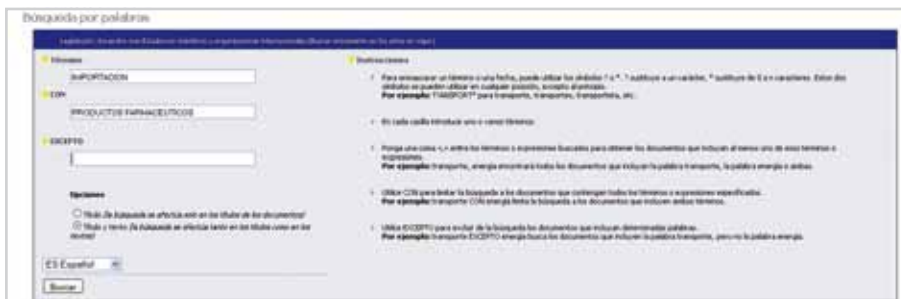 Búsqueda por palabras
Legislación: Acuerdos con Estados no miembros y organizaciones internacionales (Buscar únicamente en los actos en vigor)
Término
IMPORTACION
CON
PRODUCTOS FARMACEUTICOS
EXCEPTO
Opciones
Título (la búsqueda se efectúa sólo en los títulos de los documentos)
Título y texto (la búsqueda se efectúa tanto en los títulos como en los textos)
ES Español
Buscar
Instrucciones
Para enmascarar un término o una fecha, puede utilizar los símbolos ? o *. ? sustituye a un carácter, * sustituye de 0 a n caracteres. Estos dos
símbolos se pueden utilizar en cualquier posición, excepto al principio.
Por ejemplo: TRANSPORT* para transporte, transportes, transportista, etc.
En cada casilla introduzca uno o varios términos.
Ponga una coma <,> entre los términos o expresiones buscados para obtener los documentos que incluyan al menos uno de esos términos o
expresiones.
Por ejemplo: transporte, energía encontrará todos los documentos que incluyan la palabra transporte, la palabra energía o ambas.
Utilice CON para limitar la búsqueda a los documentos que contengan todos los términos o expresiones especificados.
Por ejemplo: transporte CON energía limita la búsqueda a los documentos que incluyen ambos términos.
Utilice EXCEPTO para excluir de la búsqueda los documentos que incluyan determinadas palabras.
Por ejemplo: transporte EXCEPTO energía busca los documentos que incluyen la palabra transporte, pero no la palabra energía.